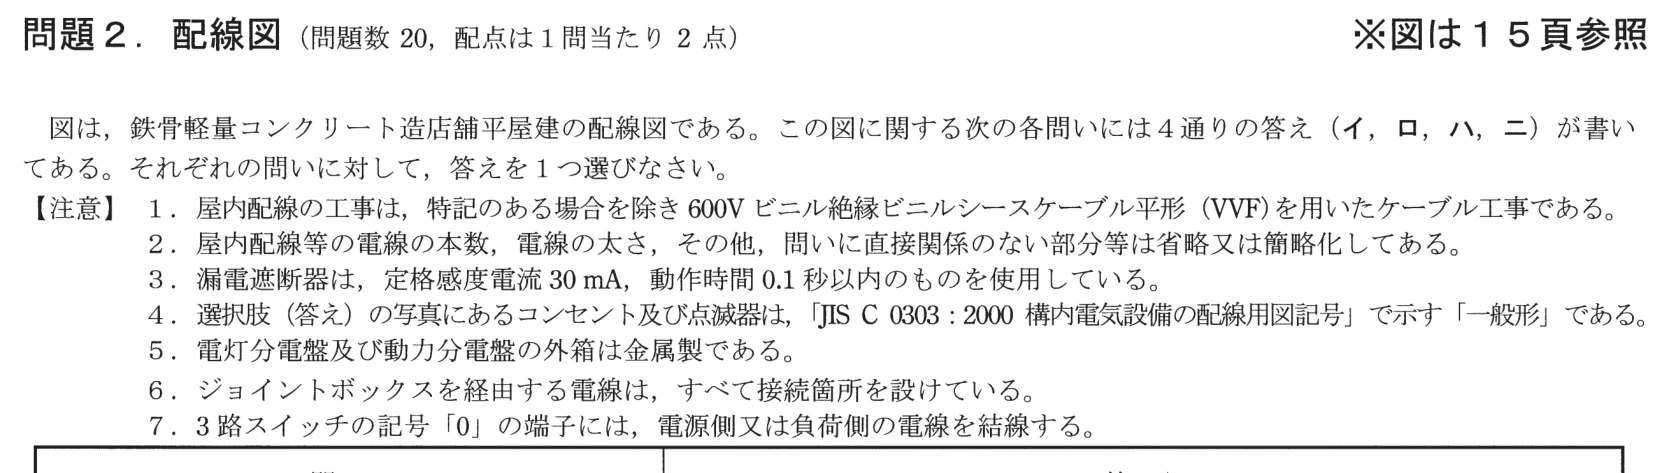 問題２．配線図（問題数 20，配点は１問当たり 2 点） ※図は１５頁参照
図は，鉄骨軽量コンクリート造店舗平屋建の配線図である。この図に関する次の各問いには４通りの答え（イ，ロ，ハ，ニ）が書い
てある。それぞれの問いに対して，答えを１つ選びなさい。
【注意】 １．屋内配線の工事は，特記のある場合を除き 600V ビニル絶縁ビニルシースケーブル平形（VVF)を用いたケーブル工事である。
２．屋内配線等の電線の本数，電線の太さ，その他，問いに直接関係のない部分等は省略又は簡略化してある。
３．漏電遮断器は，定格感度電流 30 mA，動作時間 0.1 秒以内のものを使用している。
４．選択肢（答え）の写真にあるコンセント及び点滅器は，「JIS C 0303 : 2000 構内電気設備の配線用図記号」で示す「一般形」である。
５．電灯分電盤及び動力分電盤の外箱は金属製である。
６．ジョイントボックスを経由する電線は，すべて接続箇所を設けている。
７．３路スイッチの記号「0」の端子には，電源側又は負荷側の電線を結線する。